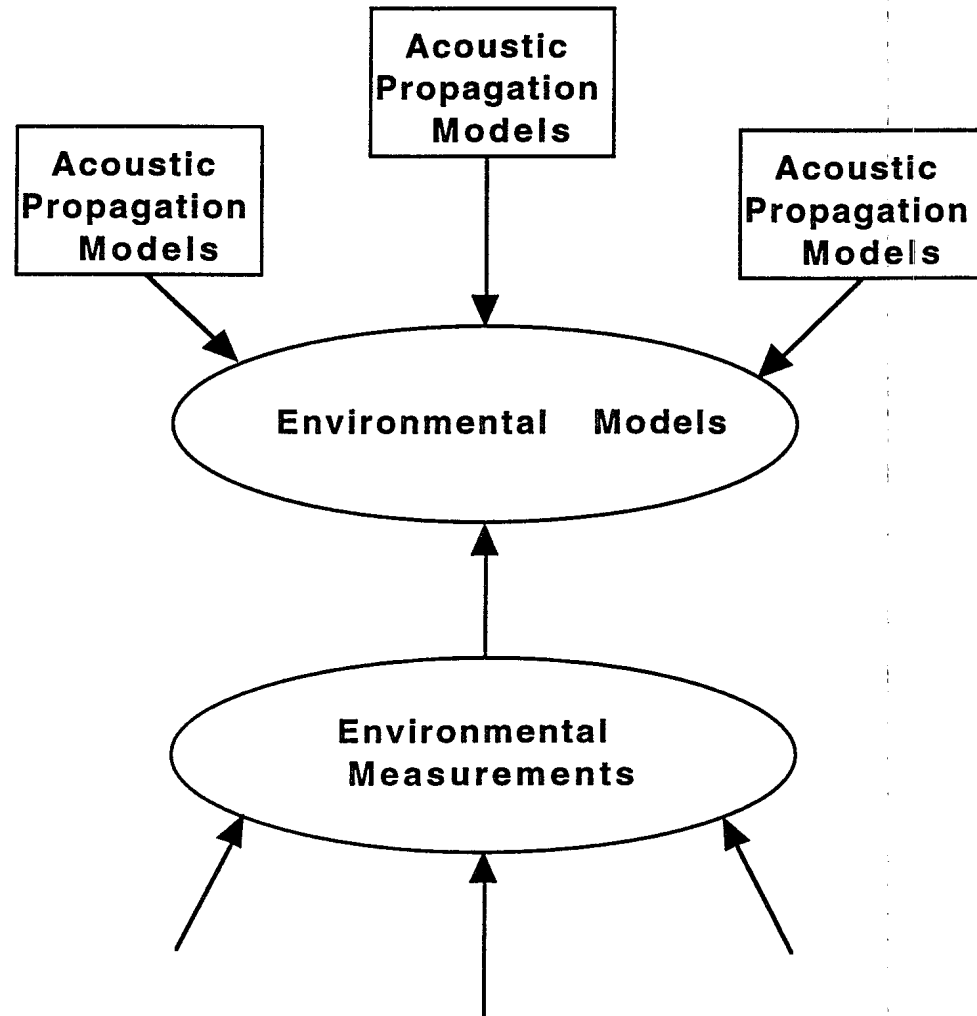 Acoustic
Propagation
Models
Acoustic
Propagation
Models
Acoustic
Propagation
Models
Environmental Models
Environmental
Measurements